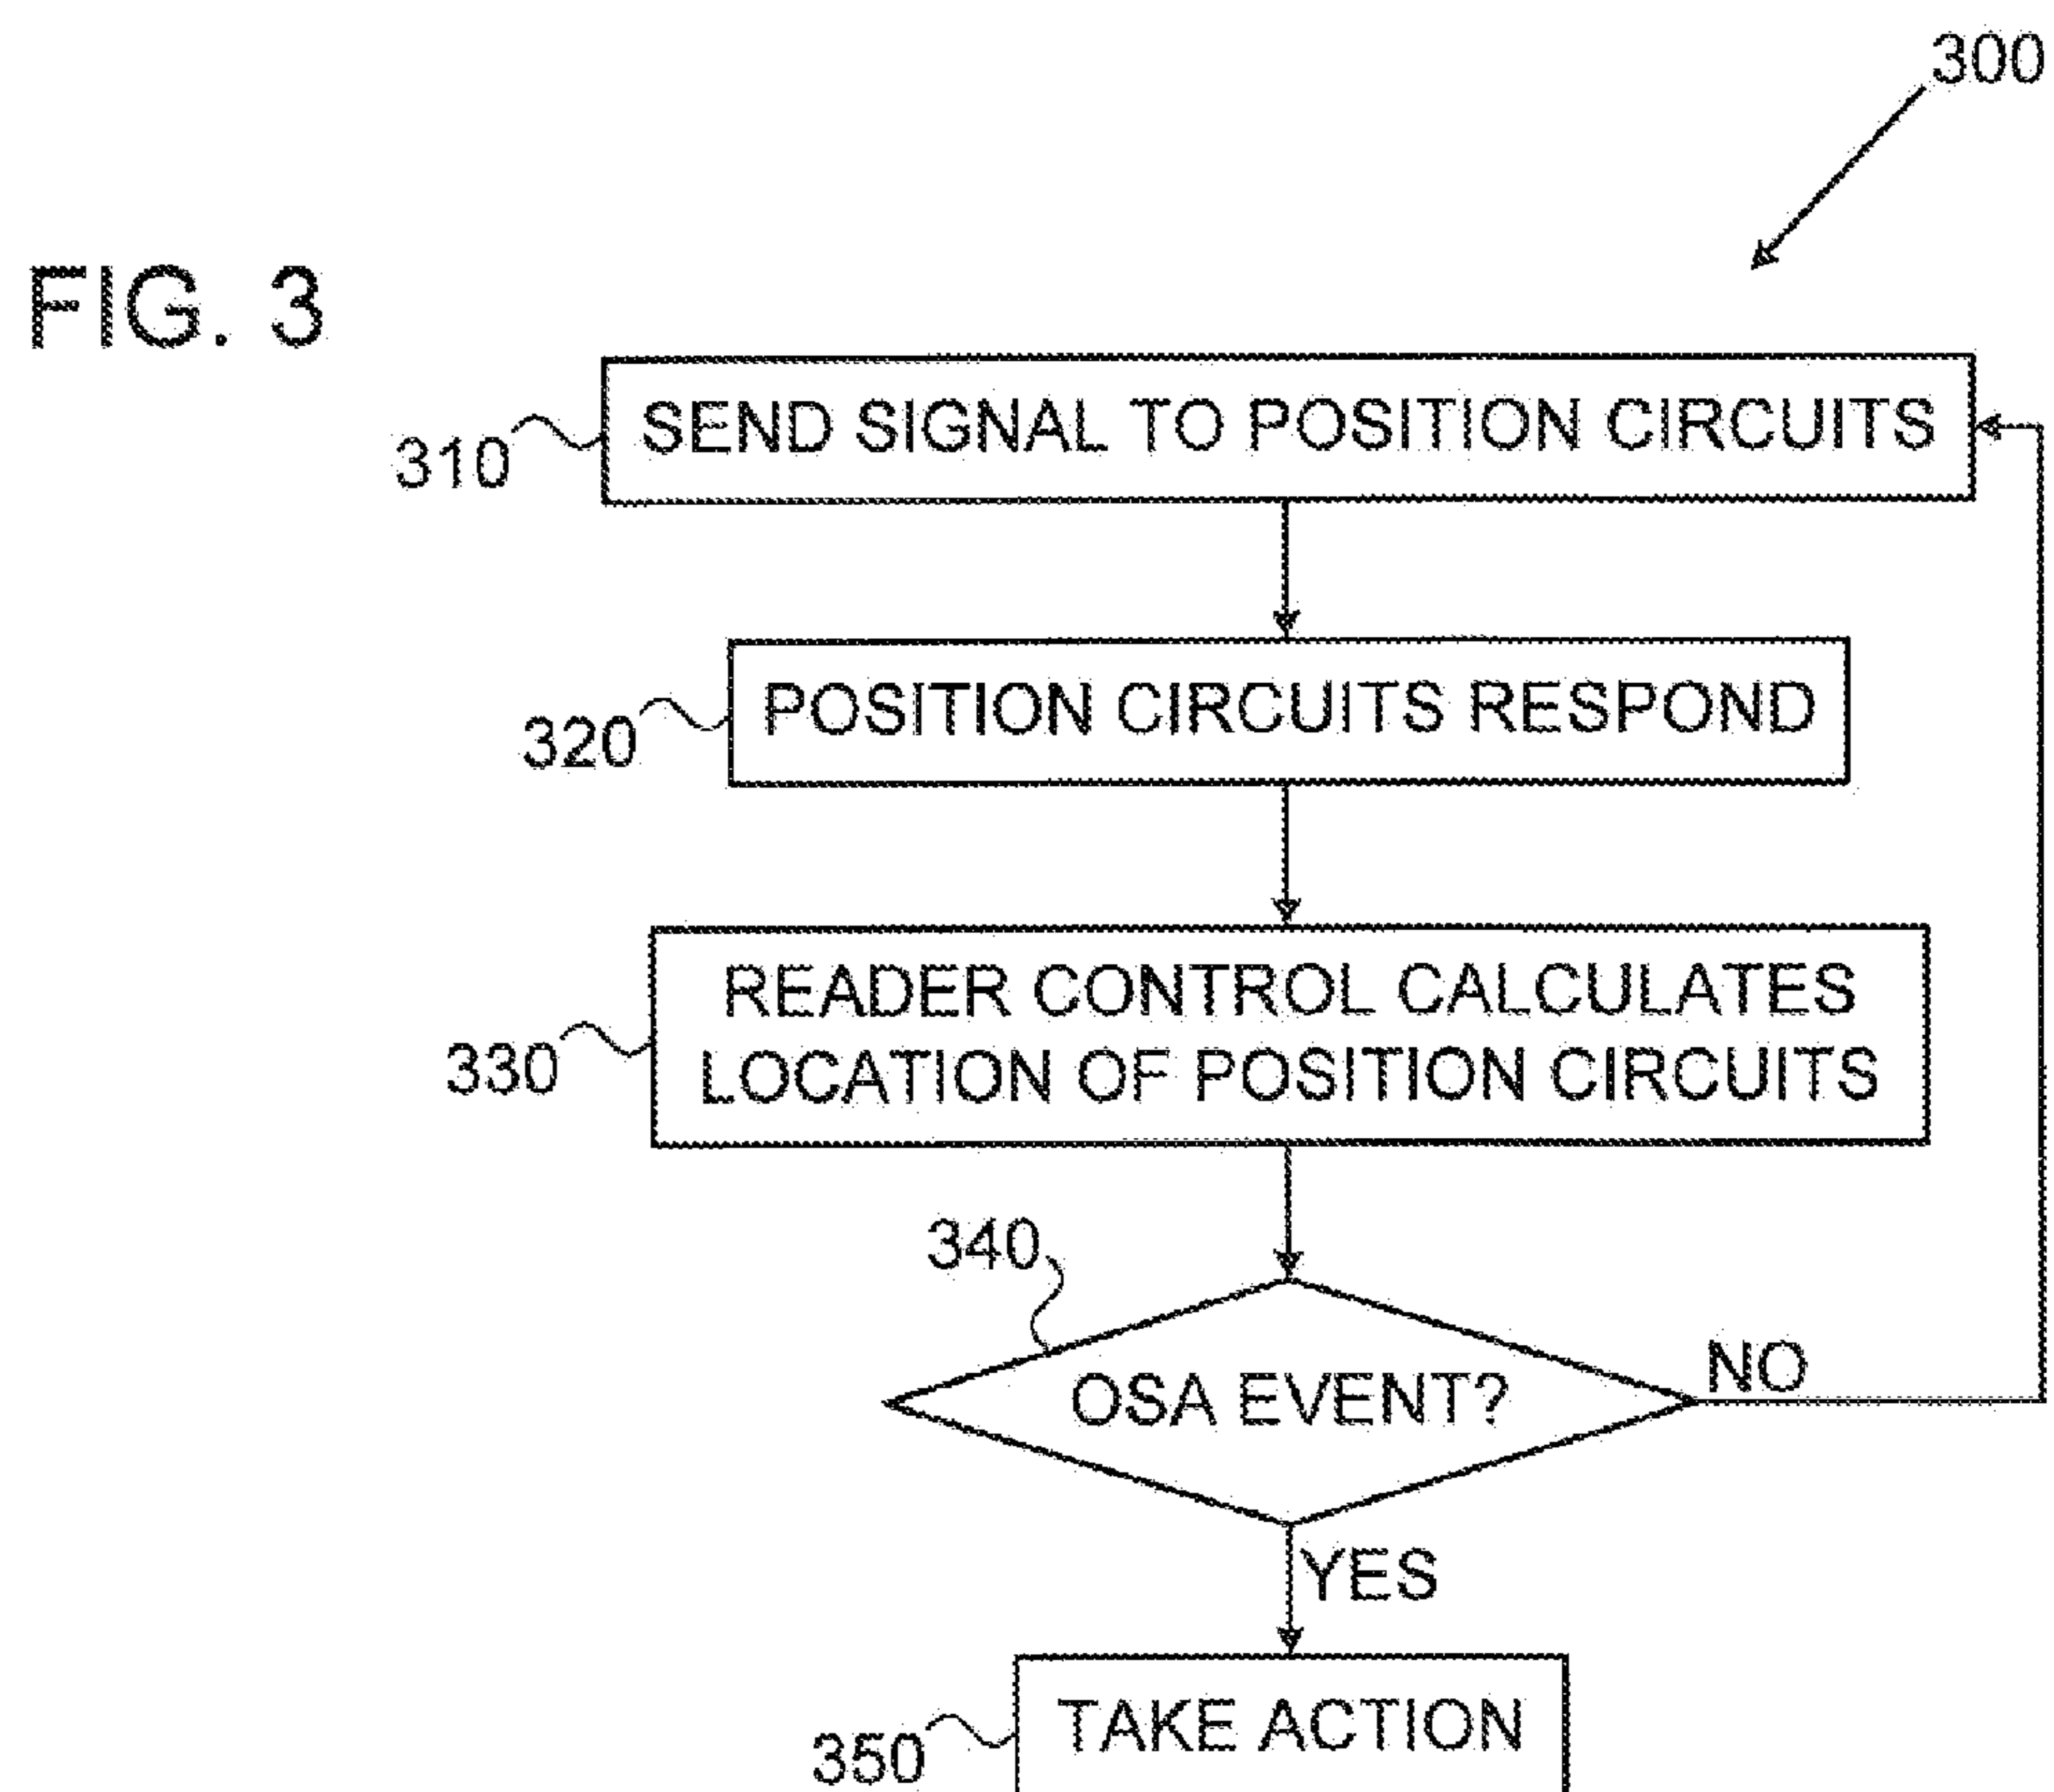 300
FIG. 3
310
SEND SIGNAL TO POSITION CIRCUITS
320
POSITION CIRCUITS RESPOND
330
READER CONTROL CALCULATES
LOCATION OF POSITION CIRCUITS
340
OSA EVENT?
NO
YES
350
TAKE ACTION